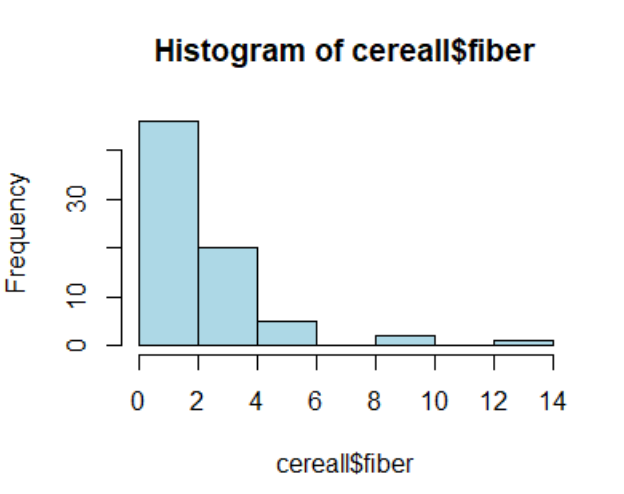 Histogram of cereall$fiber
Frequency
30
10
0
0 2 4 6 8 10 12 14
cereall$fiber